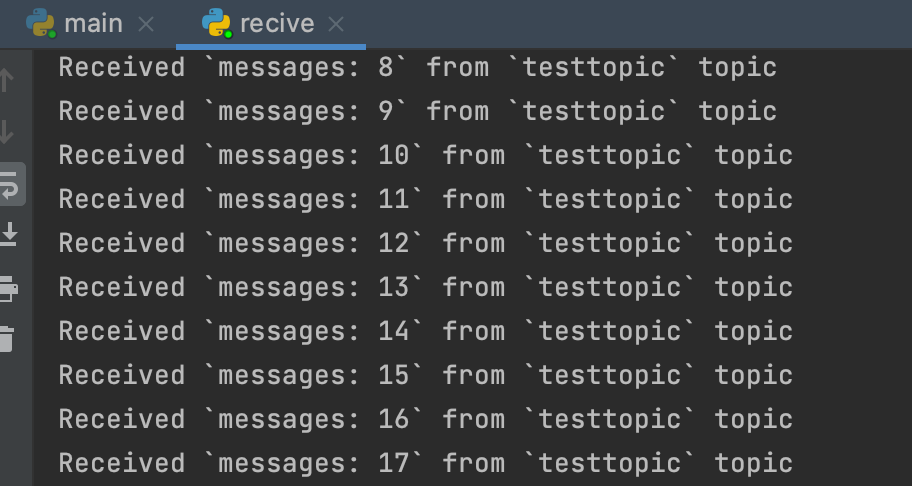 main
recive
Received `messages: 8` from `testtopic` topic
Received `messages: 9` from `testtopic` topic
Received `messages: 10` from `testtopic` topic
Received `messages: 11` from `testtopic` topic
Received `messages: 12` from `testtopic` topic
Received `messages: 13` from `testtopic` topic
Received `messages: 14` from `testtopic` topic
Received `messages: 15` from `testtopic` topic
Received `messages: 16` from `testtopic` topic
Received `messages: 17` from `testtopic` topic